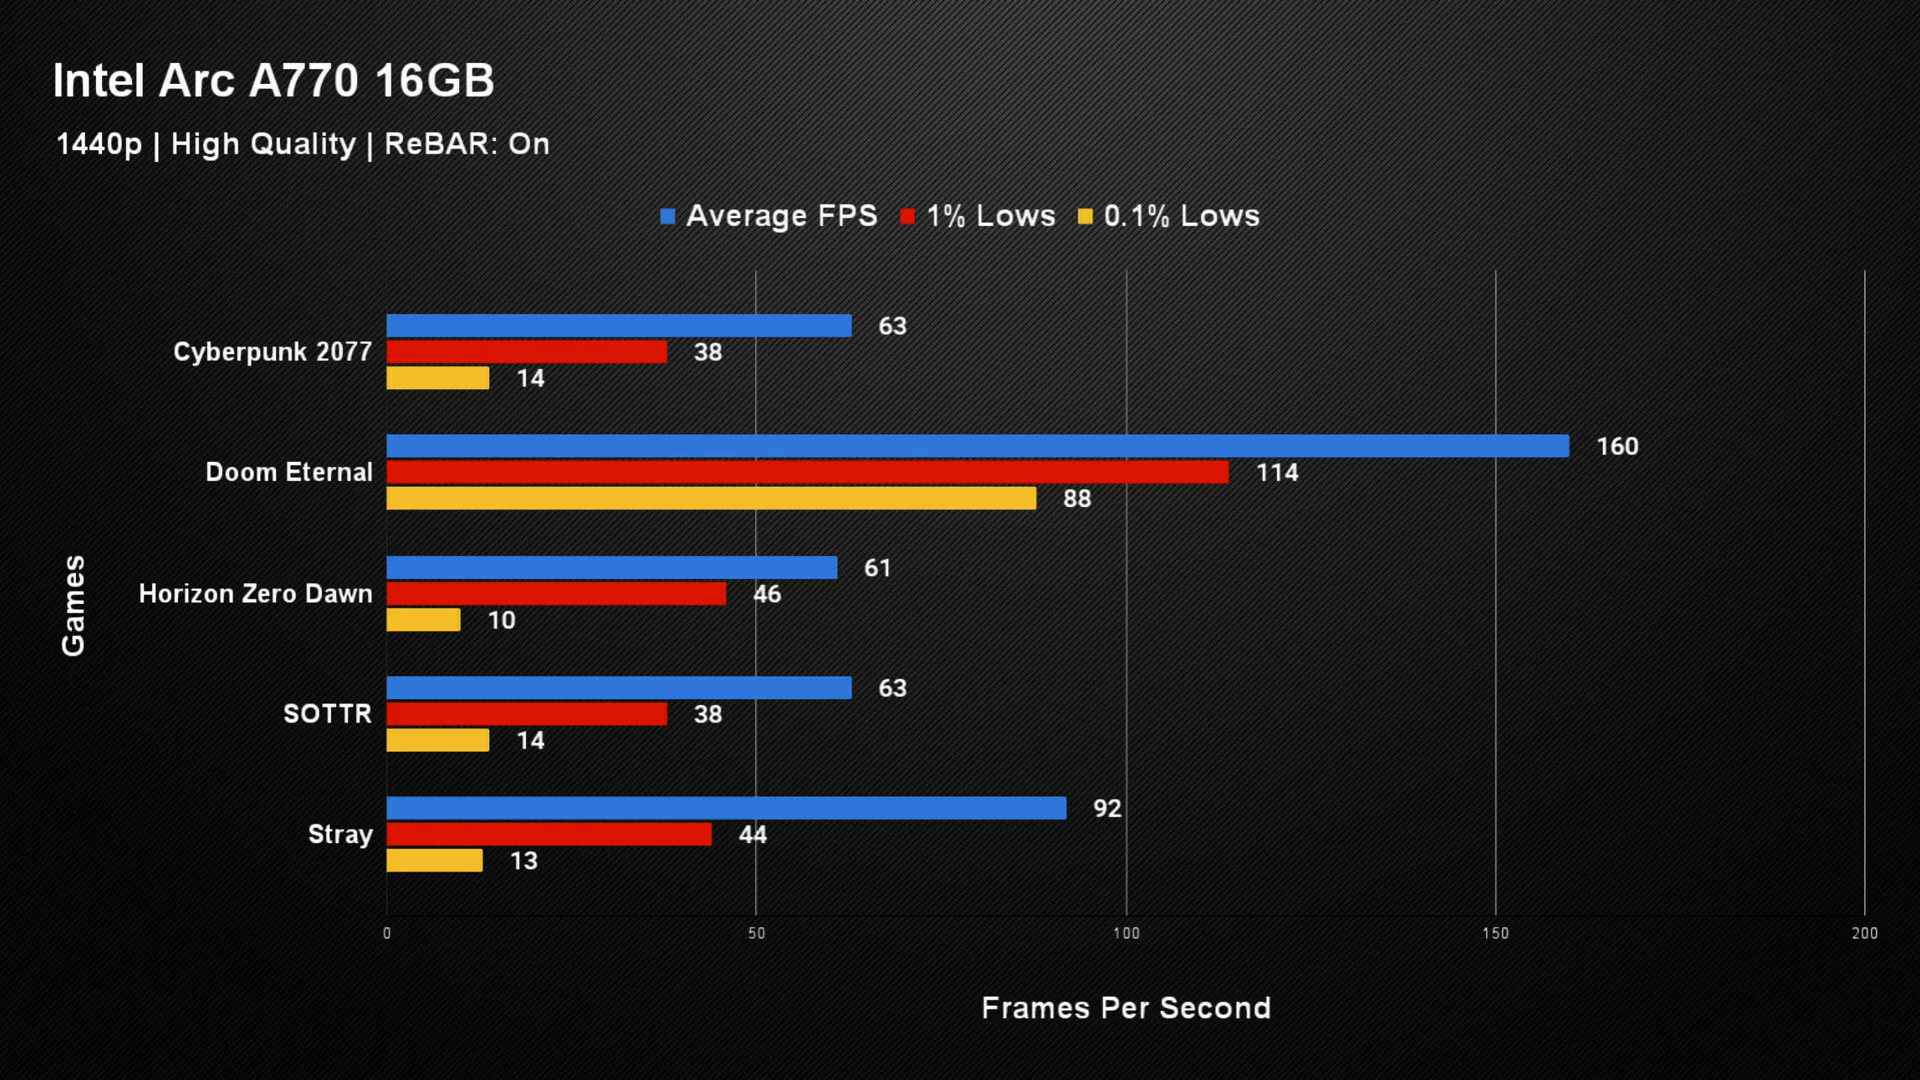 Intel Arc A770 16GB
1440p | High Quality | ReBAR: On
Average FPS 1% Lows 0.1% Lows
Games
Cyberpunk 2077
63
38
14
Doom Eternal
160
114
88
Horizon Zero Dawn
61
46
10
SOTTR
63
38
14
Stray
92
44
13
0 50 100 150 200
Frames Per Second